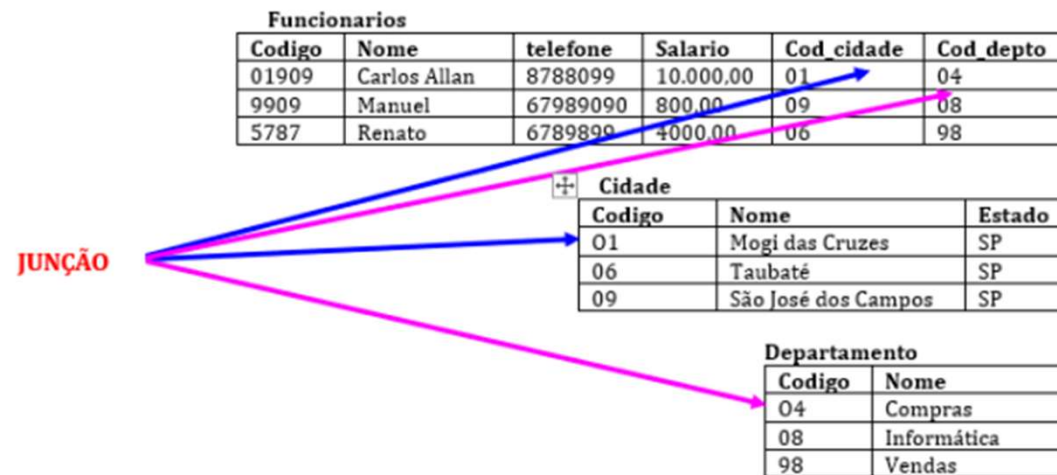 Funcionarios
Codigo Nome telefone Salario Cod_cidade Cod_depto
01909 Carlos Allan 8788099 10.000,00 01 04
9909 Manuel 67989090 800,00 09 08
5787 Renato 6789899 4000,00 06 98
Cidade
Codigo Nome Estado
O1 Mogi das Cruzes SP
06 Taubaté SP
09 São José dos Campos SP
JUNÇÃO
Departamento
Codigo Nome
O4 Compras
08 Informática
98 Vendas